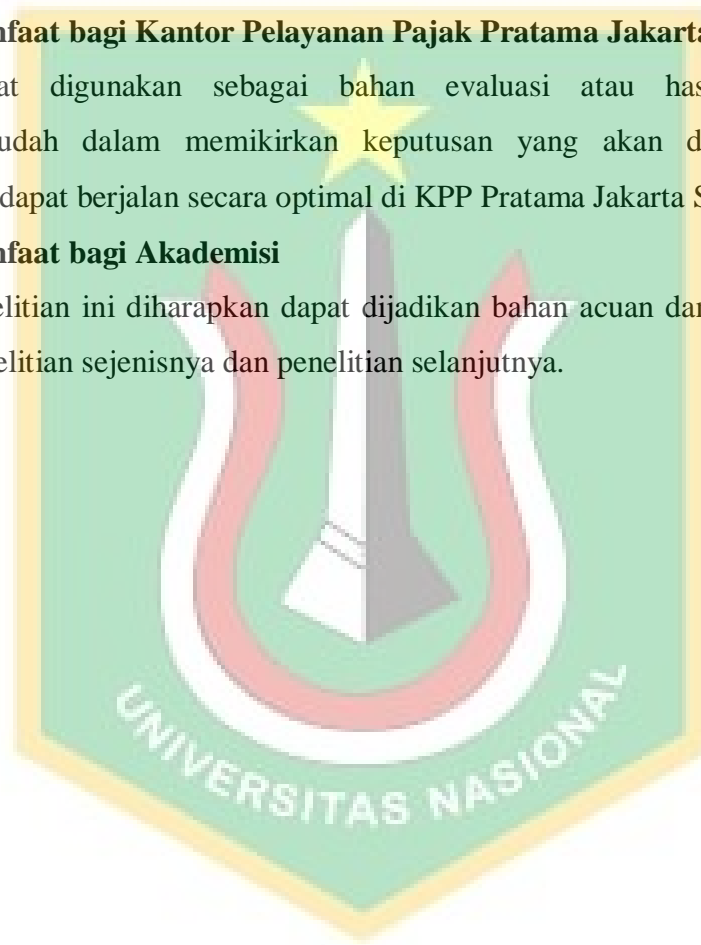 nfaat bagi Kantor Pelayanan Pajak Pratama Jakarta
at digunakan sebagai bahan evaluasi atau has
udah dalam memikirkan keputusan yang akan d
dapat berjalan secara optimal di KPP Pratama Jakarta S
nfaat bagi Akademisi
elitian ini diharapkan dapat dijadikan bahan acuan dar
elitian sejenisnya dan penelitian selanjutnya.
UNIVERSITAS NASIONAL